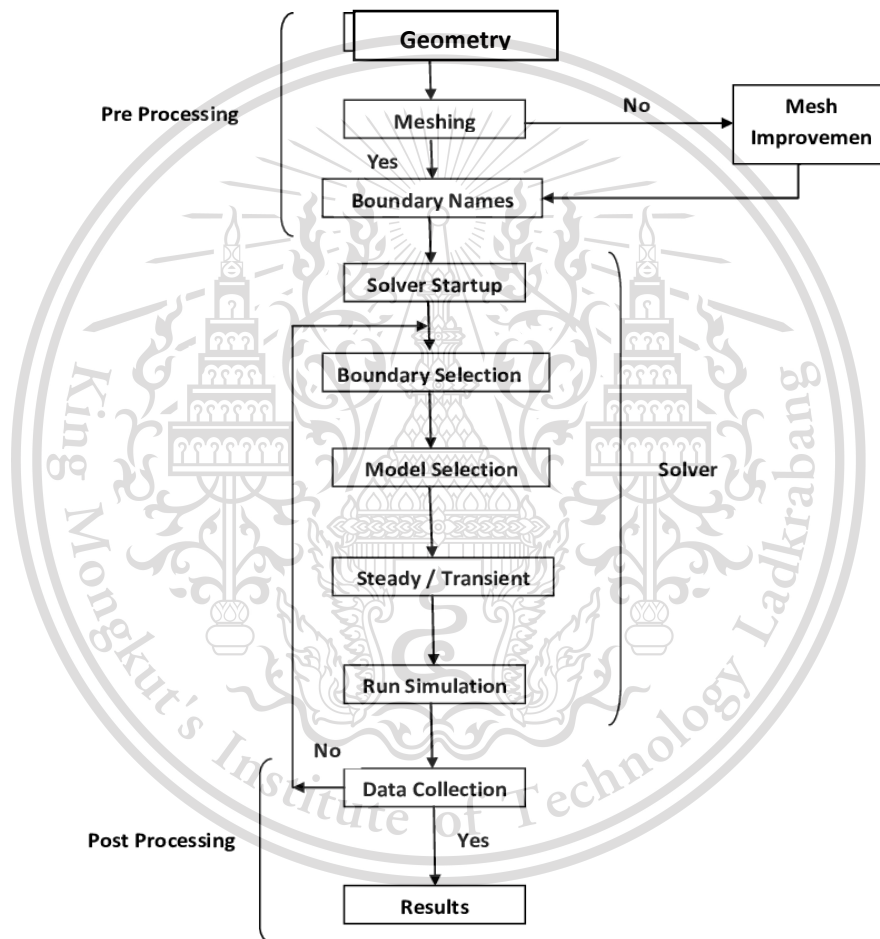 Geometry
Pre Processing
Meshing
No
Mesh
Improvemen
Yes
Boundary Names
Solver Startup
Boundary Selection
Model Selection
Solver
Steady / Transient
Run Simulation
No
Data Collection
Post Processing
Yes
Results
King Mongkut's Institute of Technology Ladkrabang